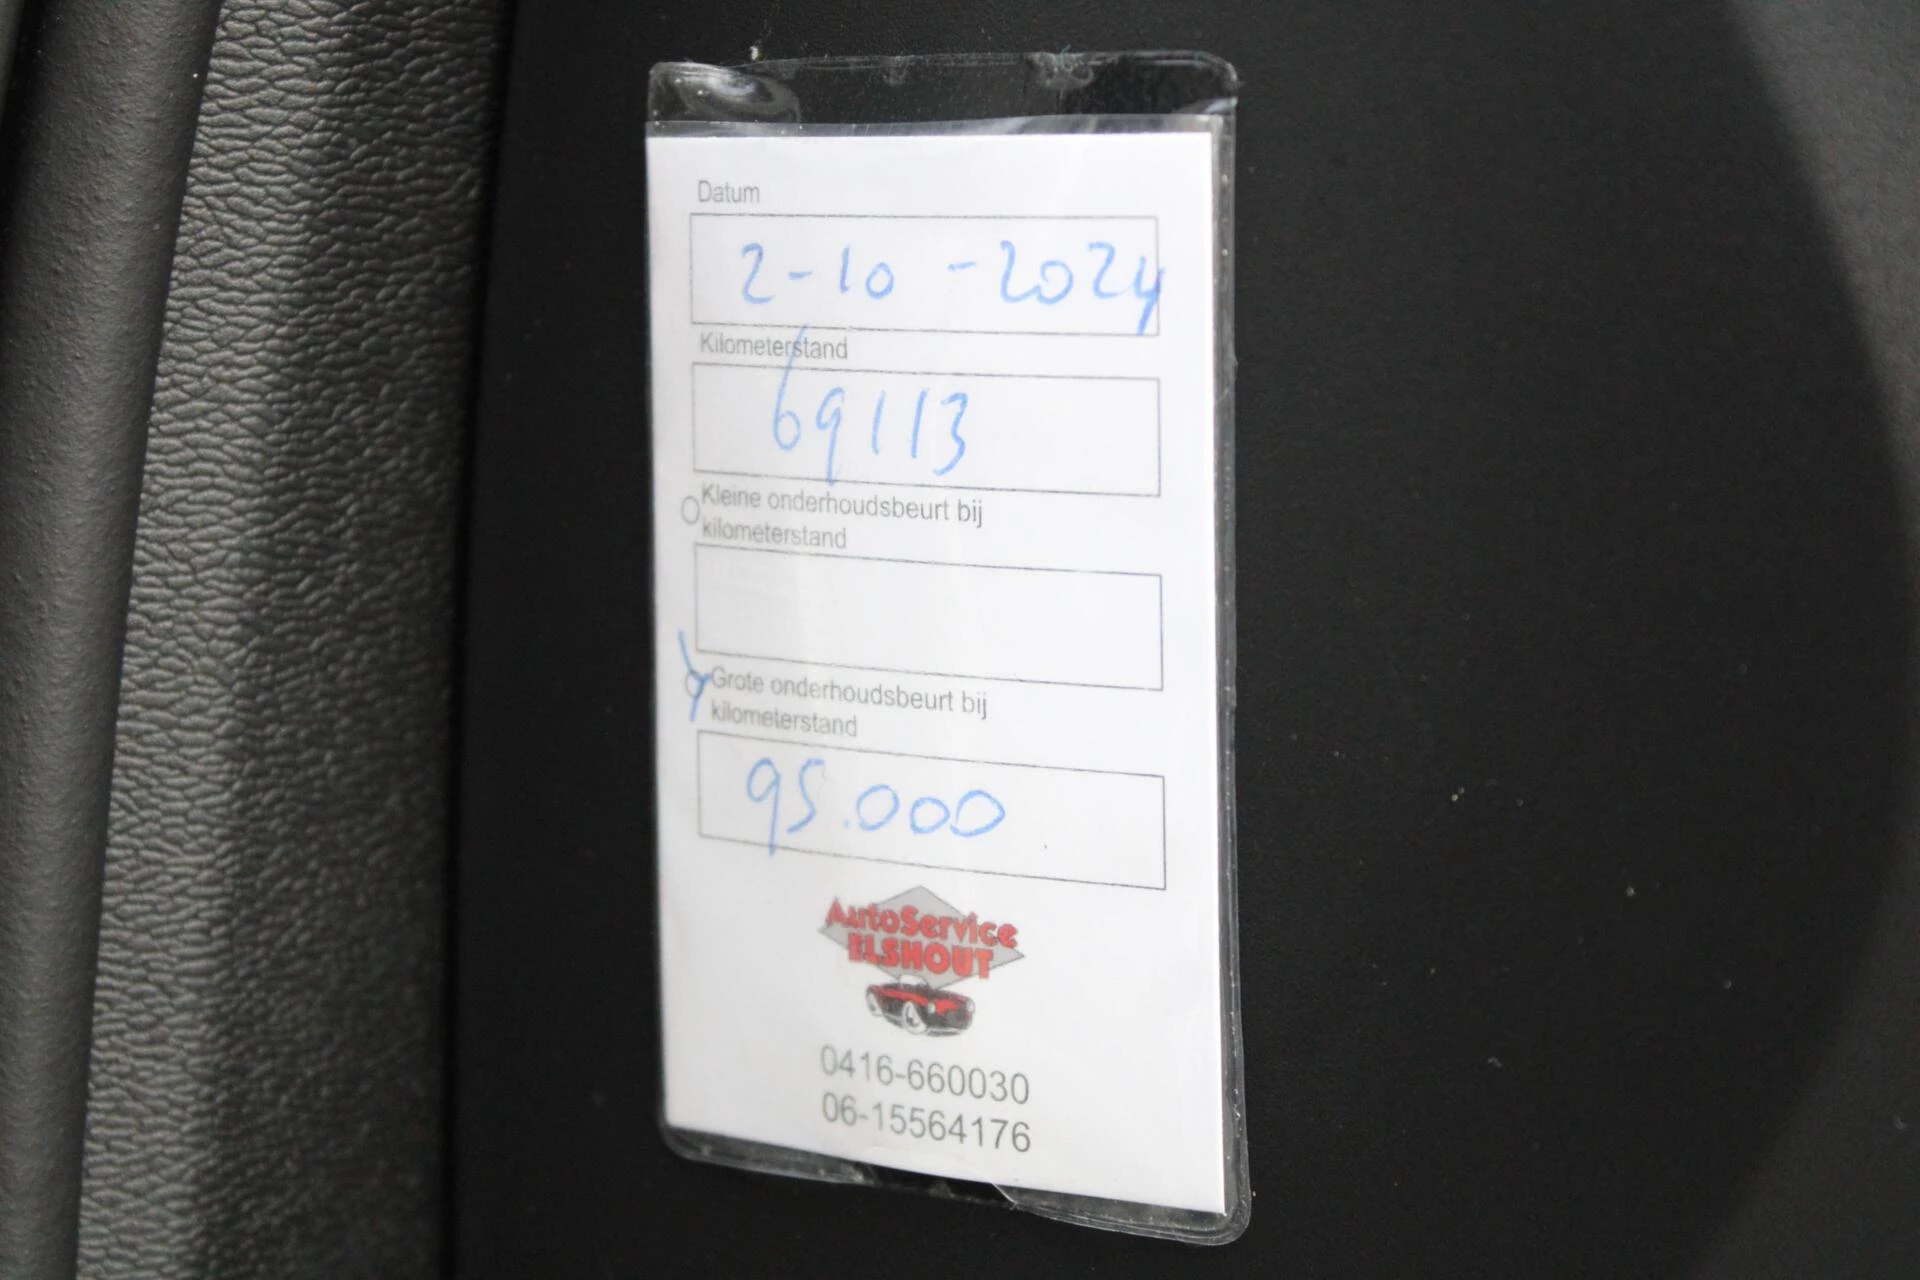 Datum
2-10-2024
Kilometerstand
69113
Kleine onderhoudsbeurt bij
kilometerstand
Grote onderhoudsbeurt bij
kilometerstand
95.000
AutoService
ELSHOUT
0416-660030
06-15564176